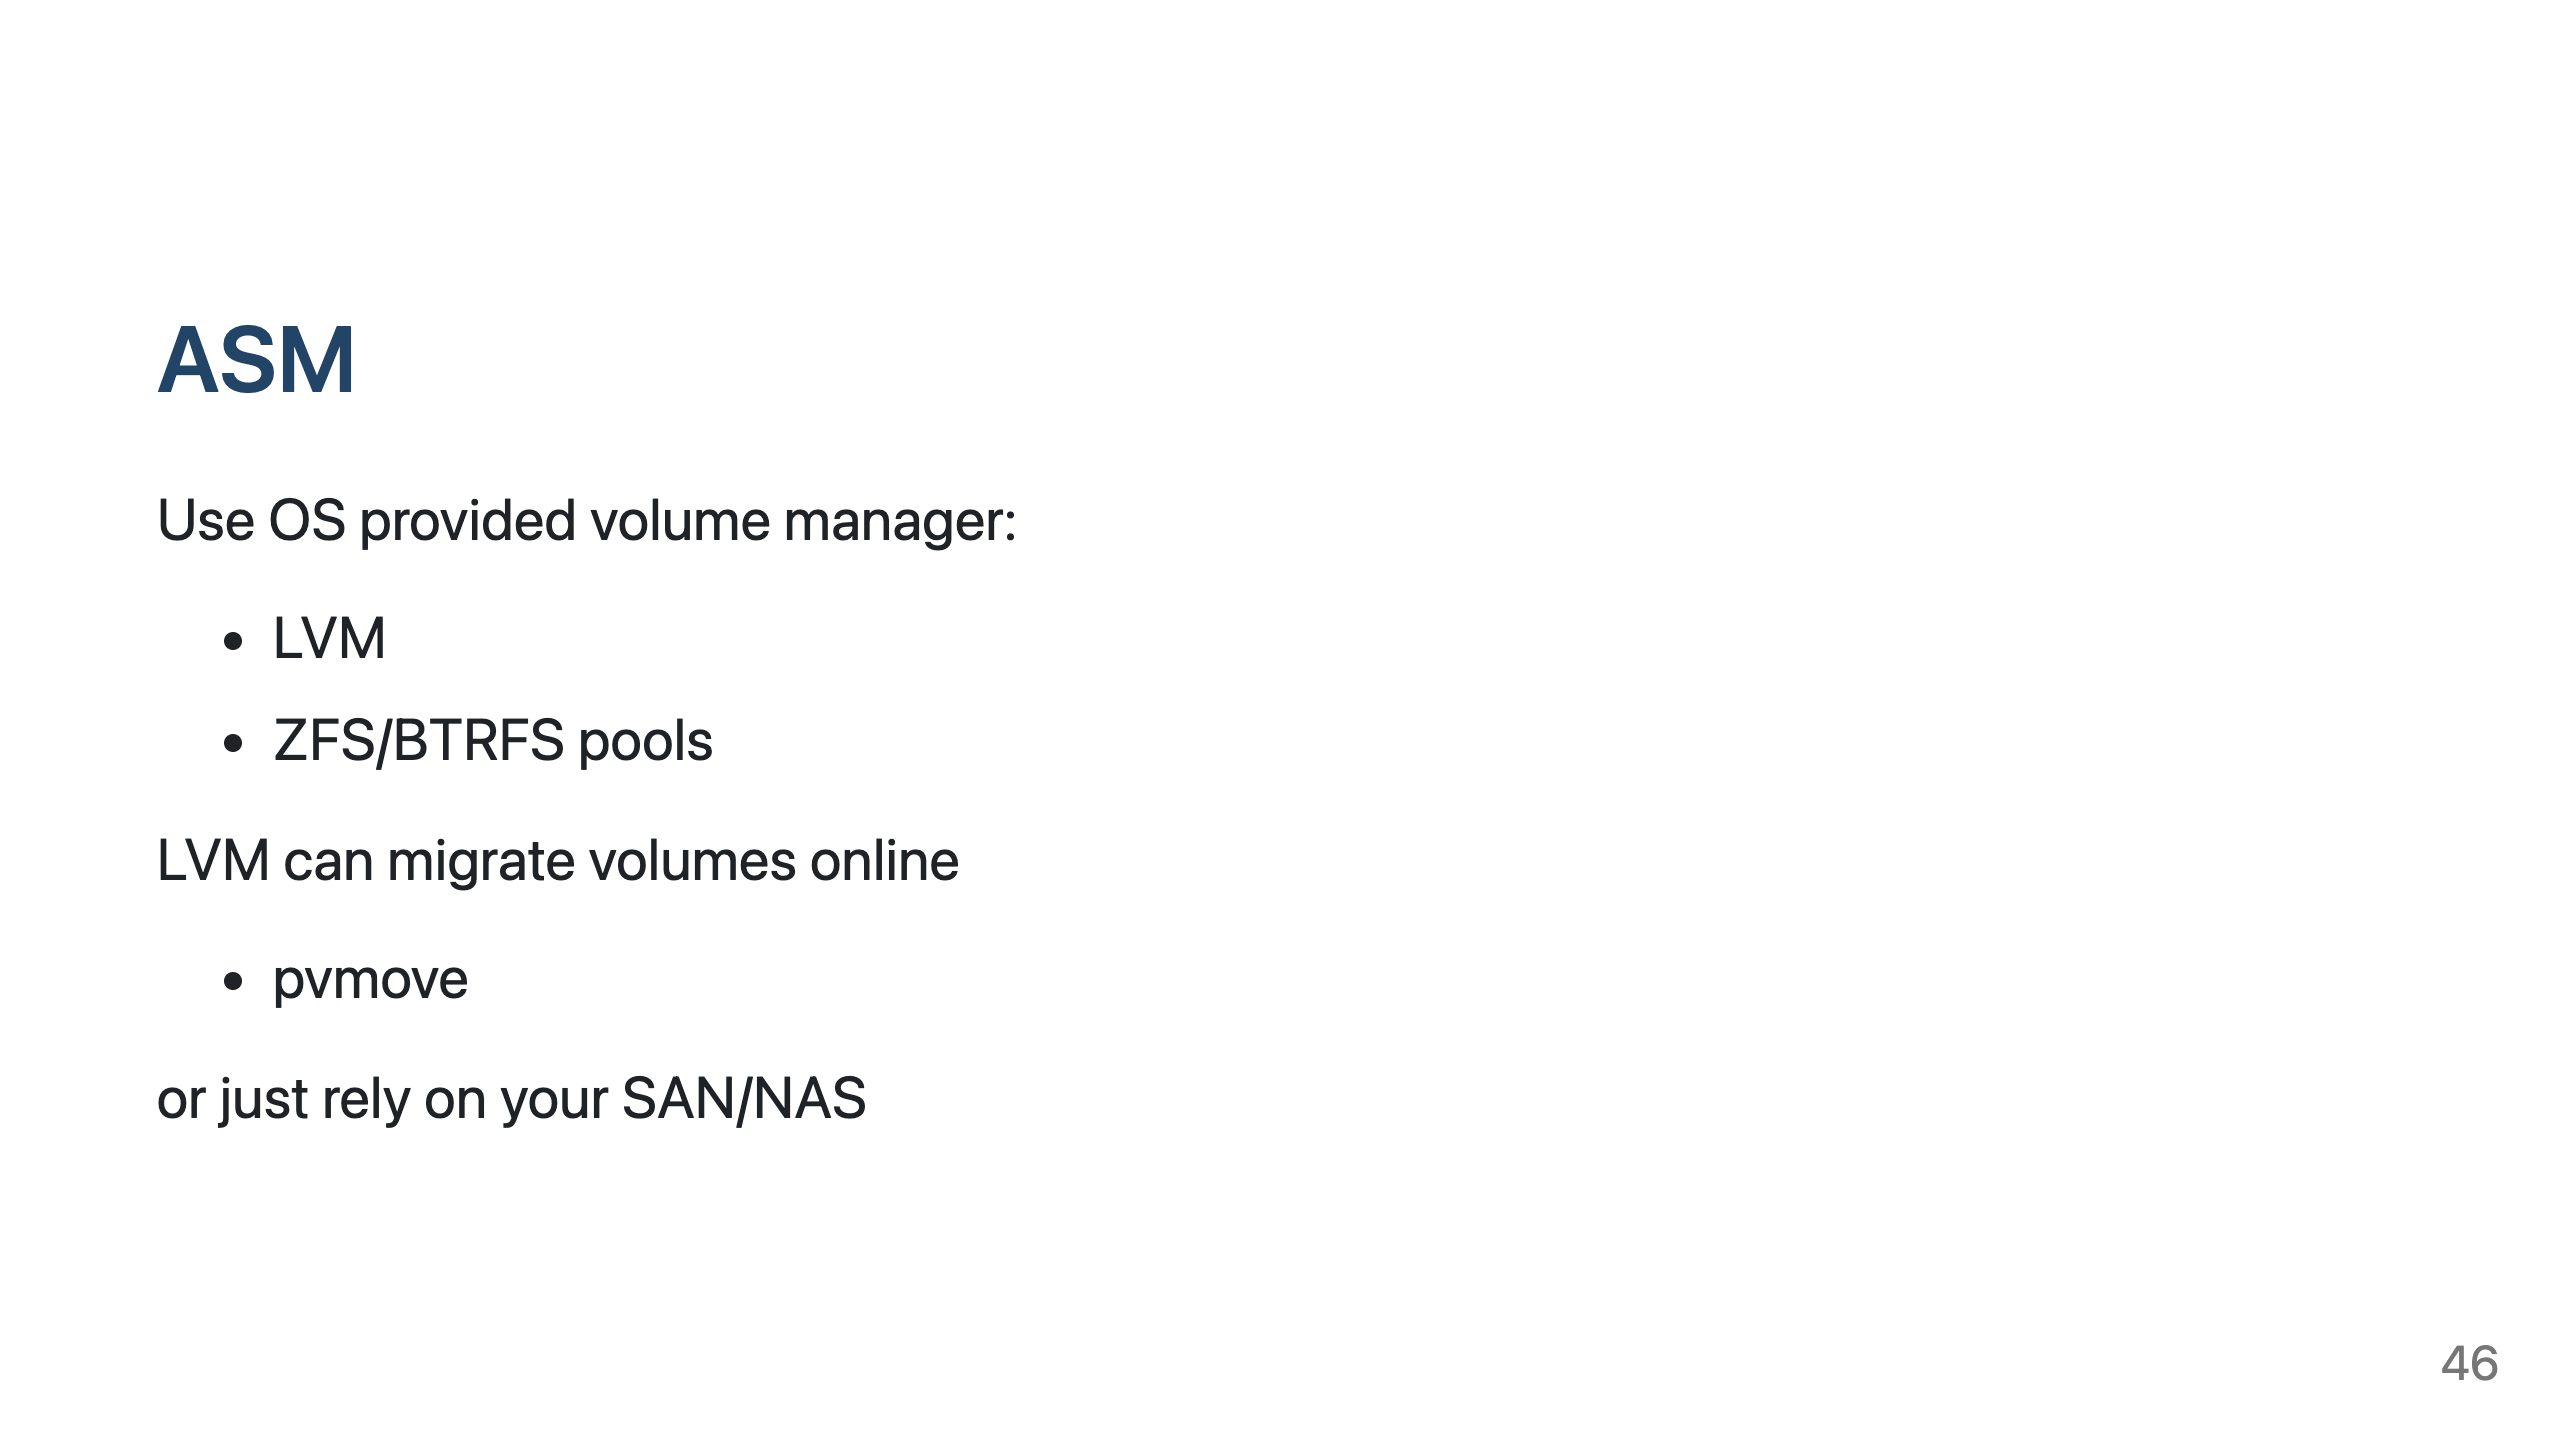 ASM
Use OS provided volume manager:
LVM
ZFS/BTRFS pools
LVM can migrate volumes online
pvmove
or just rely on your SAN/NAS
46